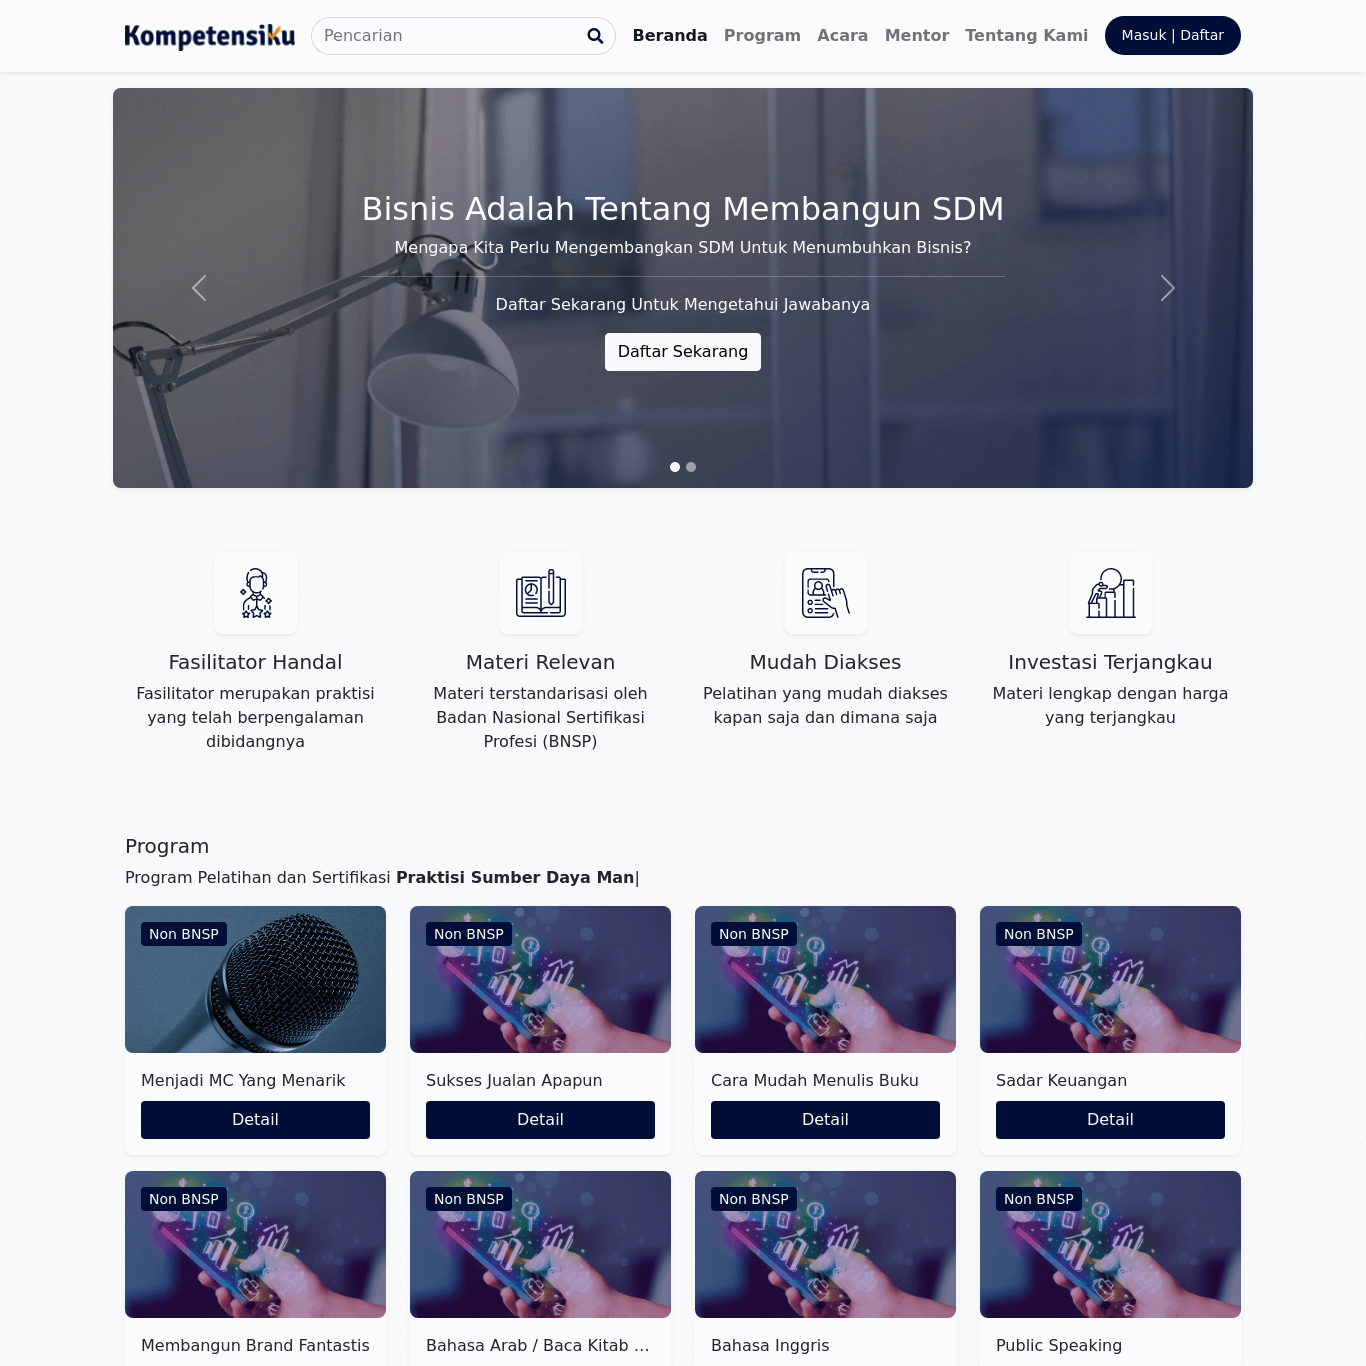 Kompetensiku
Pencarian
Beranda
Program
Acara
Mentor
Tentang Kami
Masuk | Daftar
Bisnis Adalah Tentang Membangun SDM
Mengapa Kita Perlu Mengembangkan SDM Untuk Menumbuhkan Bisnis?
Daftar Sekarang Untuk Mengetahui Jawabanya
Daftar Sekarang
Fasilitator Handal
Fasilitator merupakan praktisi
yang telah berpengalaman
dibidangnya
Materi Relevan
Materi terstandarisasi oleh
Badan Nasional Sertifikasi
Profesi (BNSP)
Mudah Diakses
Pelatihan yang mudah diakses
kapan saja dan dimana saja
Investasi Terjangkau
Materi lengkap dengan harga
yang terjangkau
Program
Program Pelatihan dan Sertifikasi Praktisi Sumber Daya Man|
Non BNSP
Menjadi MC Yang Menarik
Detail
Non BNSP
Sukses Jualan Apapun
Detail
Non BNSP
Cara Mudah Menulis Buku
Detail
Non BNSP
Sadar Keuangan
Detail
Non BNSP
Membangun Brand Fantastis
Non BNSP
Bahasa Arab / Baca Kitab ...
Non BNSP
Bahasa Inggris
Non BNSP
Public Speaking